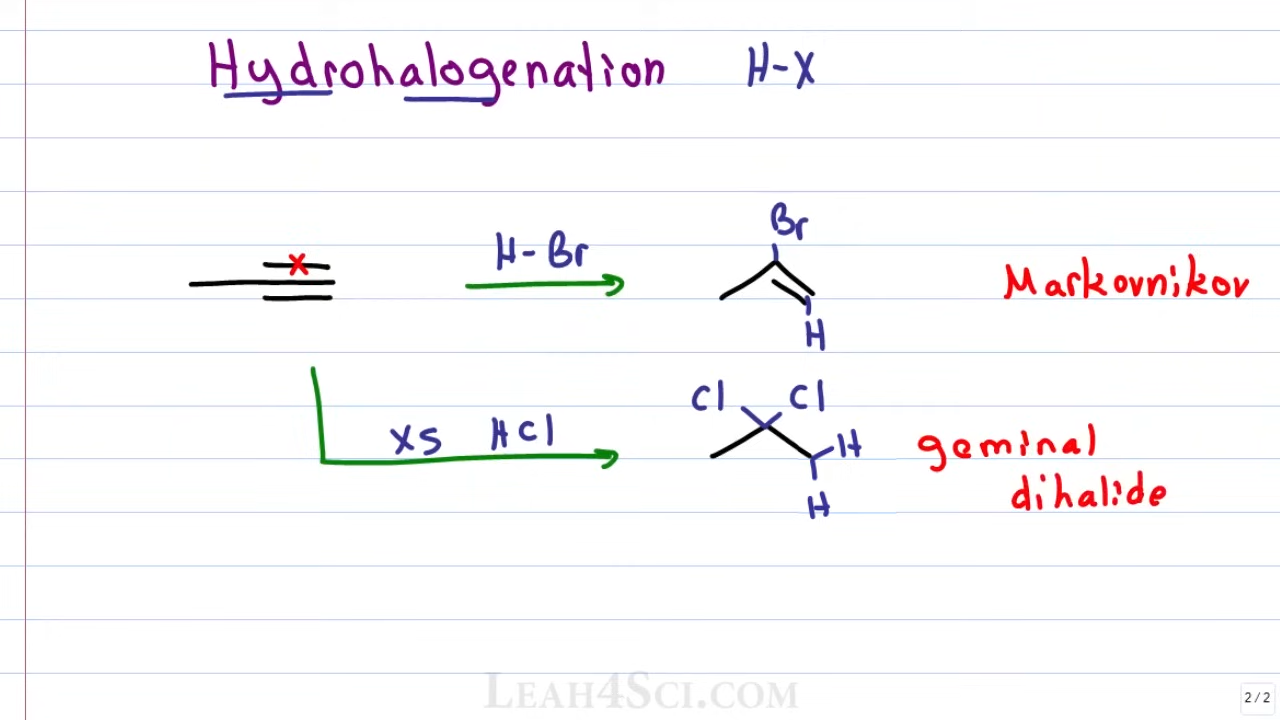 Hydrohalogenation H-X
X
H-Br
Br
H
Markovnikov
xs HCl
Cl Cl
H
H
geminal
dihalide
LEAH4SCI.COM
2/2